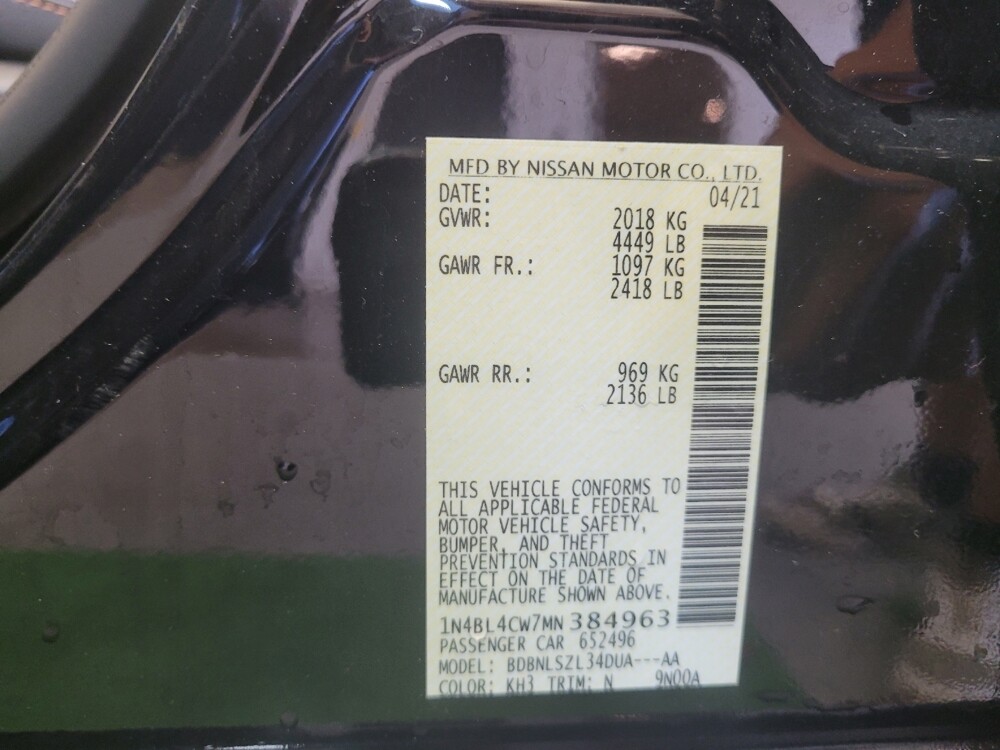 MFD BY NISSAN MOTOR CO., LTD.
DATE: 04/21
GVWR: 2018 KG
4449 LB
GAWR FR.: 1097 KG
2418 LB
GAWR RR.: 969 KG
2136 LB
THIS VEHICLE CONFORMS TO
ALL APPLICABLE FEDERAL
MOTOR VEHICLE SAFETY,
BUMPER, AND THEFT
PREVENTION STANDARDS IN
EFFECT ON THE DATE OF
MANUFACTURE SHOWN ABOVE.
1N4BL4CW7MN384963
PASSENGER CAR 652496
MODEL: BDBNLSZL34DUA---AA
COLOR: KH3 TRIM: N 9N00A